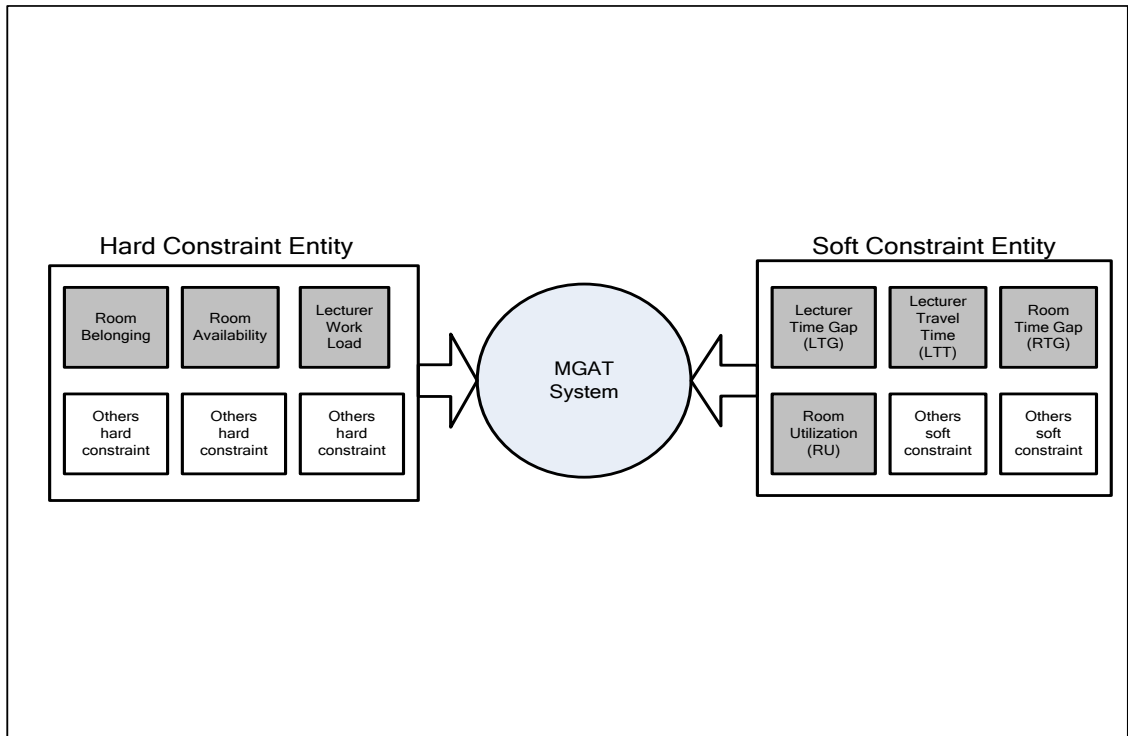 Hard Constraint Entity
Room
Belonging
Room
Availability
Lecturer
Work
Load
Others
hard
constraint
Others
hard
constraint
Others
hard
constraint
MGAT
System
Soft Constraint Entity
Lecturer
Time Gap
(LTG)
Lecturer
Travel
Time
(LTT)
Room
Time Gap
(RTG)
Room
Utilization
(RU)
Others
soft
constraint
Others
soft
constraint